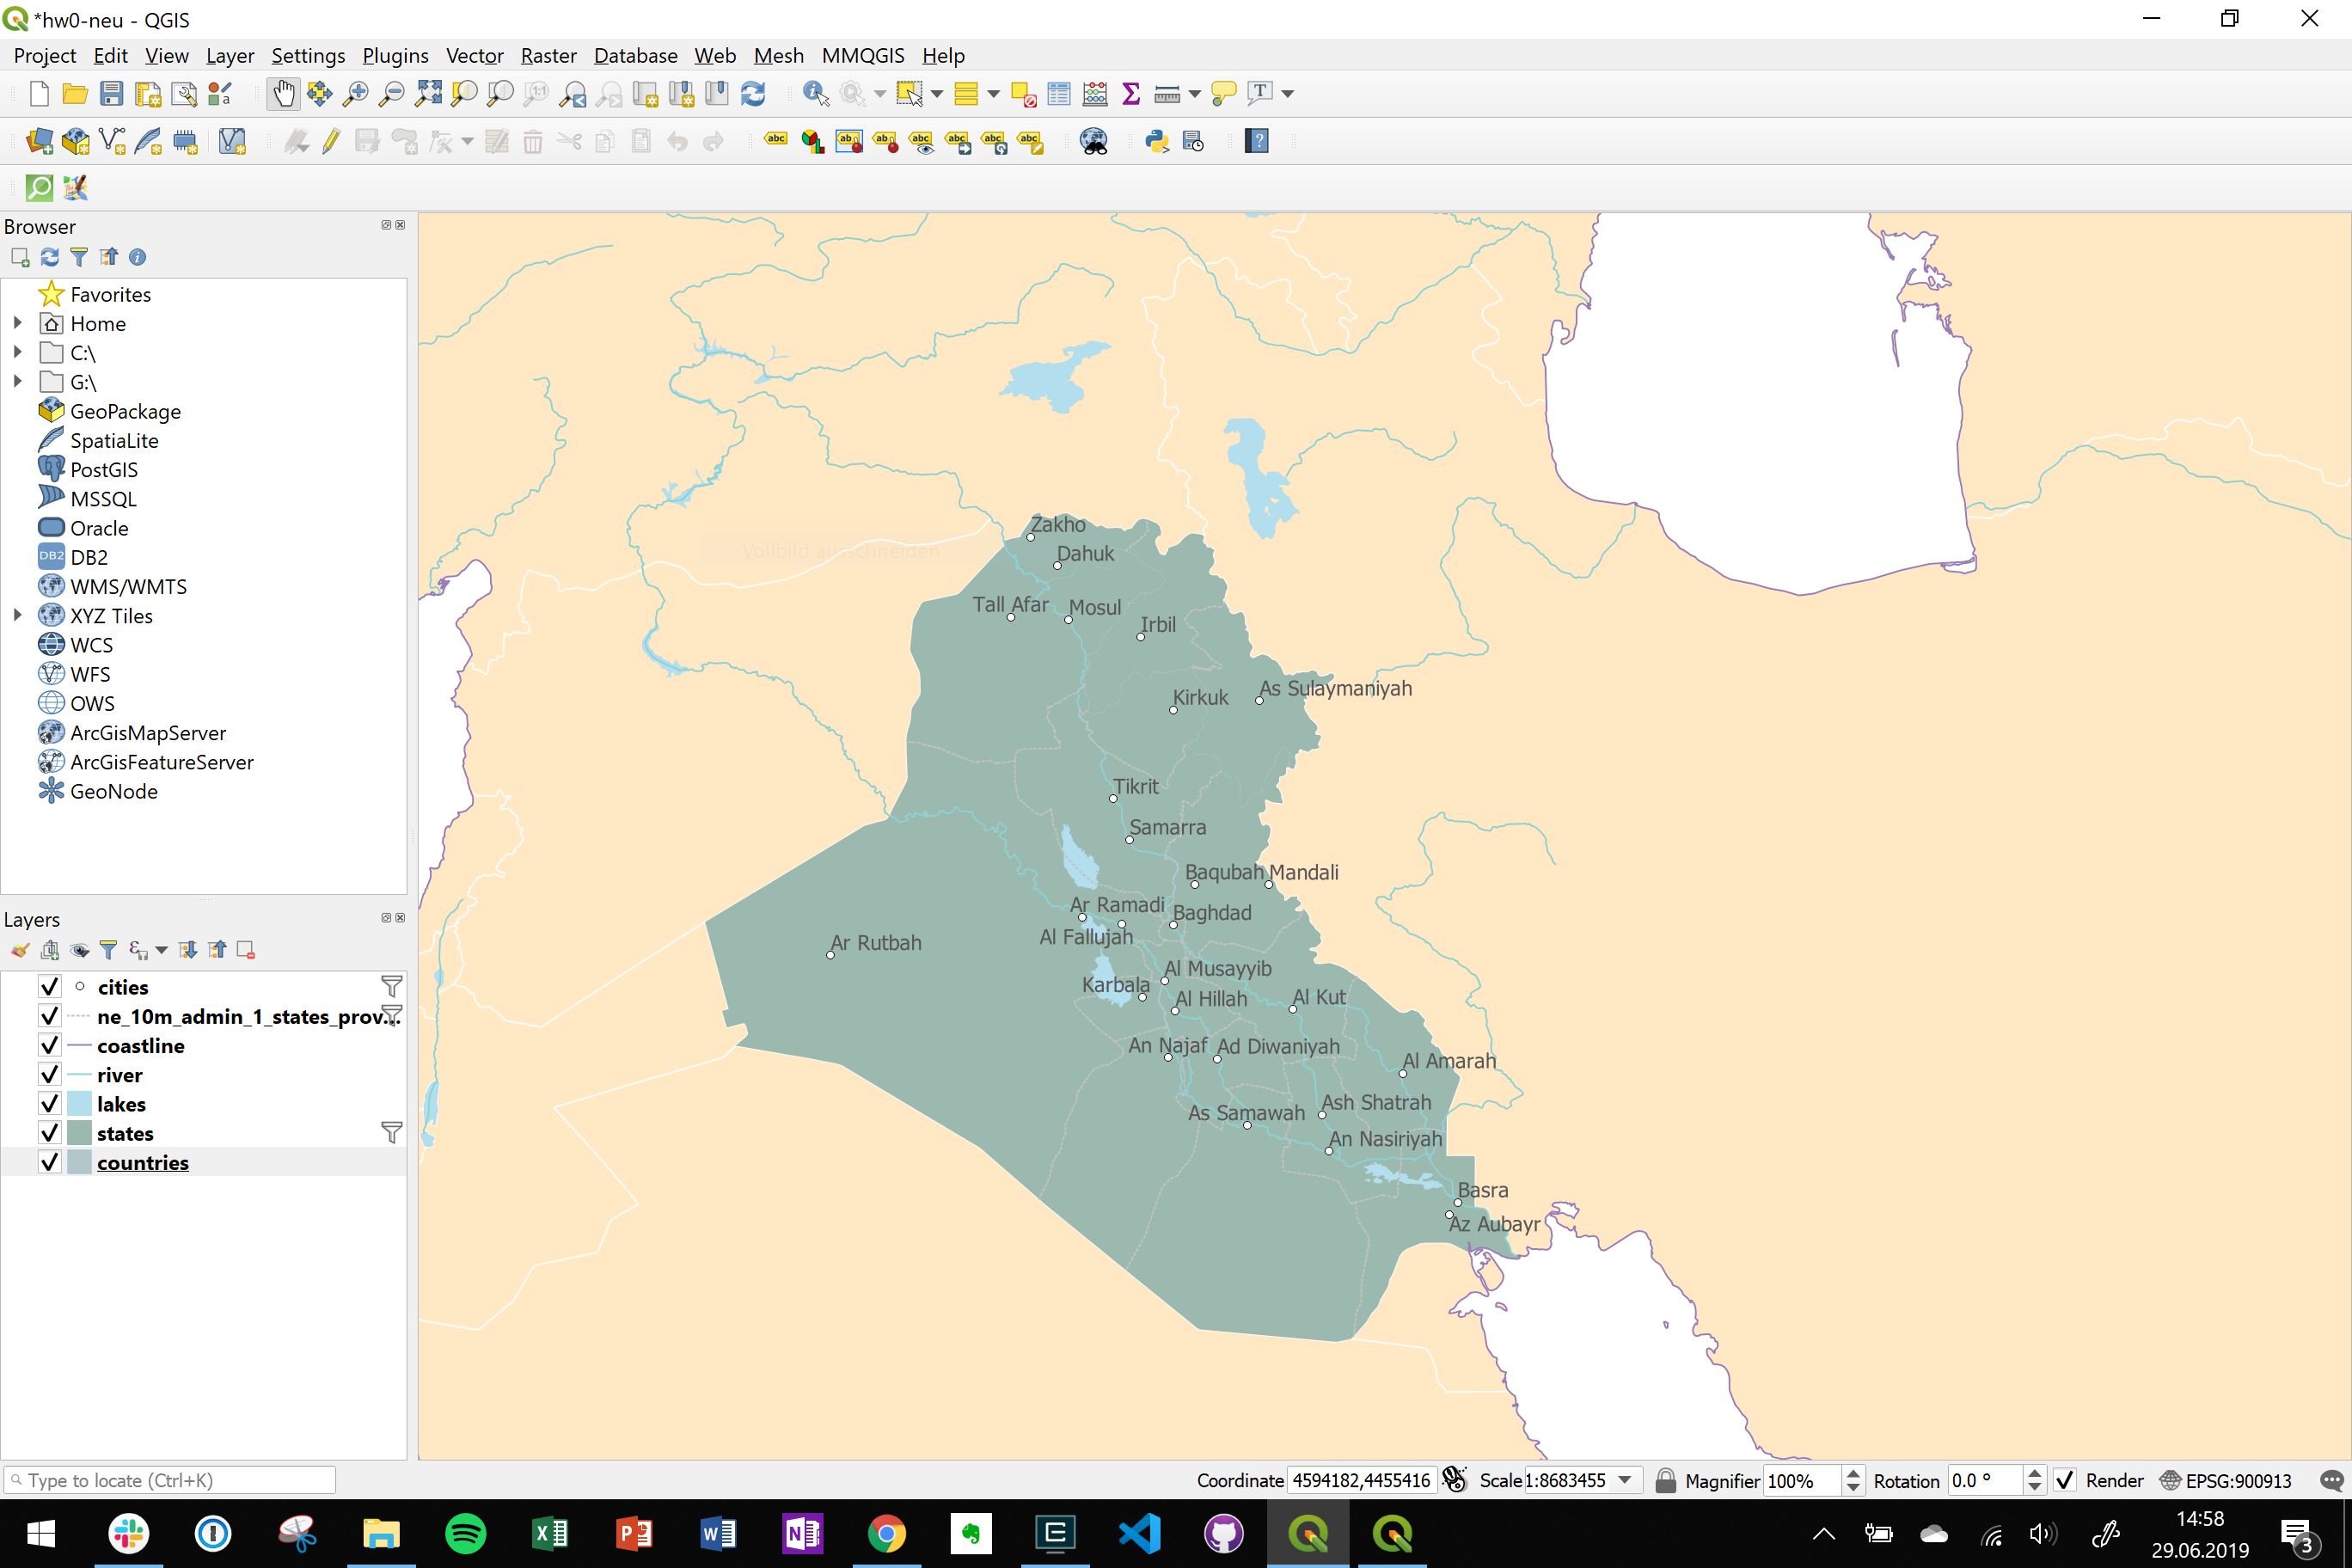 *hw0-neu - QGIS
Project Edit View Layer Settings Plugins Vector Raster Database Web Mesh MMQGIS Help
Browser
Favorites
Home
C:\
G:\
GeoPackage
SpatiaLite
PostGIS
MSSQL
Oracle
DB2
WMS/WMTS
XYZ Tiles
WCS
WFS
OWS
ArcGisMapServer
ArcGisFeatureServer
GeoNode
Layers
cities
ne_10m_admin_1_states_prov...
coastline
river
lakes
states
countries
Vollbild ausschneiden
Zakho
Dahuk
Tall Afar
Mosul
Irbil
Kirkuk
As Sulaymaniyah
Tikrit
Samarra
Baqubah
Mandali
Ar Ramadi
Baghdad
Al Fallujah
Ar Rutbah
Al Musayyib
Karbala
Al Hillah
Al Kut
An Najaf
Ad Diwaniyah
Al Amarah
As Samawah
Ash Shatrah
An Nasiriyah
Basra
Az Aubayr
Type to locate (Ctrl+K)
Coordinate 4594182,4455416 Scale 1:8683455 Magnifier 100% Rotation 0.0 ° Render EPSG:900913
14:58
29.06.2019
3